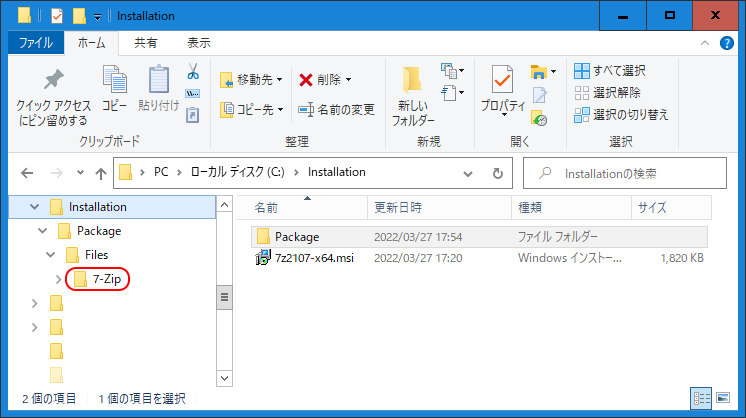 Installation
ファイル ホーム 共有 表示
クイック アクセス
にピン留めする
コピー
貼り付け
クリップボード
移動先
コピー先
削除
名前の変更
整理
新しい
フォルダー
新規
プロパティ
開く
すべて選択
選択解除
選択の切り替え
選択
PC ローカル ディスク (C:) Installation
Installationの検索
Installation
Package
Files
7-Zip
名前 更新日時 種類 サイズ
Package 2022/03/27 17:54 ファイル フォルダー
7z2107-x64.msi 2022/03/27 17:20 Windows インストー... 1,820 KB
2 個の項目 1 個の項目を選択